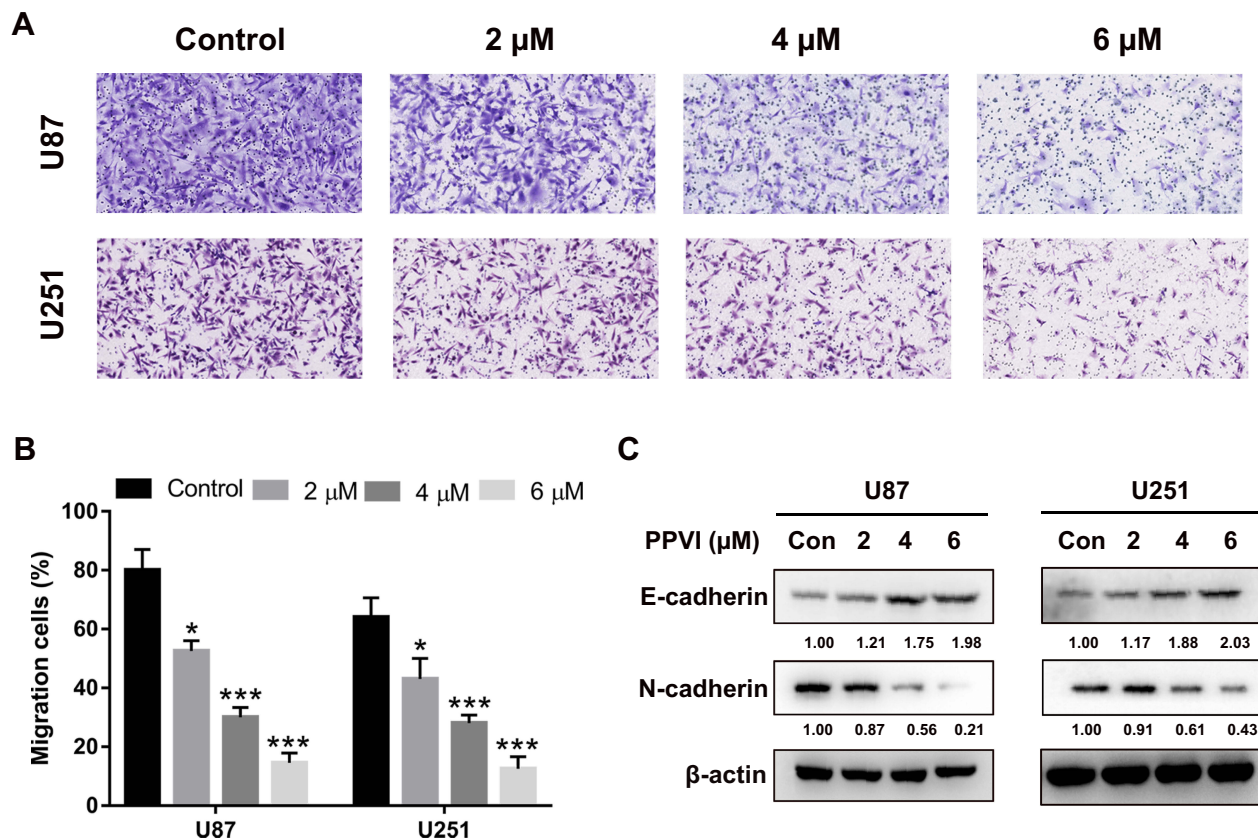 A
Control 2 µM 4 µM 6 µM
U87
U251
B
Control 2 µM 4 µM 6 µM
Migration cells (%)
100
80
60
40
20
0
* *** ***
* *** ***
U87 U251
C
U87 U251
PPVI (µM) Con 2 4 6 Con 2 4 6
E-cadherin
1.00 1.21 1.75 1.98 1.00 1.17 1.88 2.03
N-cadherin
1.00 0.87 0.56 0.21 1.00 0.91 0.61 0.43
β-actin